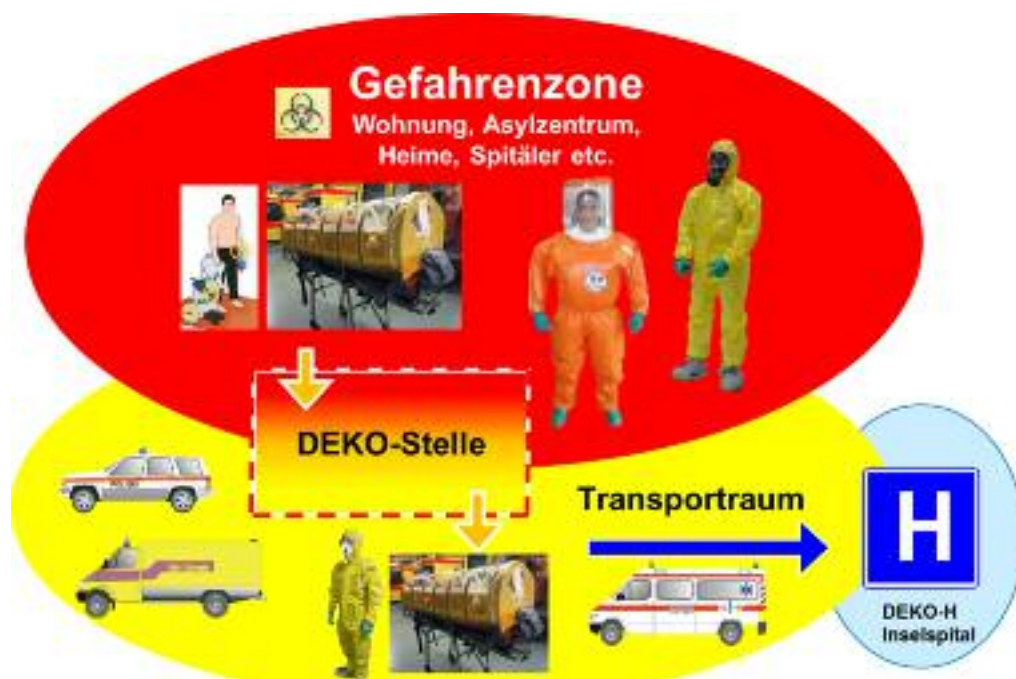 Gefahrenzone
Wohnung, Asylzentrum,
Heime, Spitäler etc.
DEKO-Stelle
Transportraum
H
DEKO-H
Inselspital